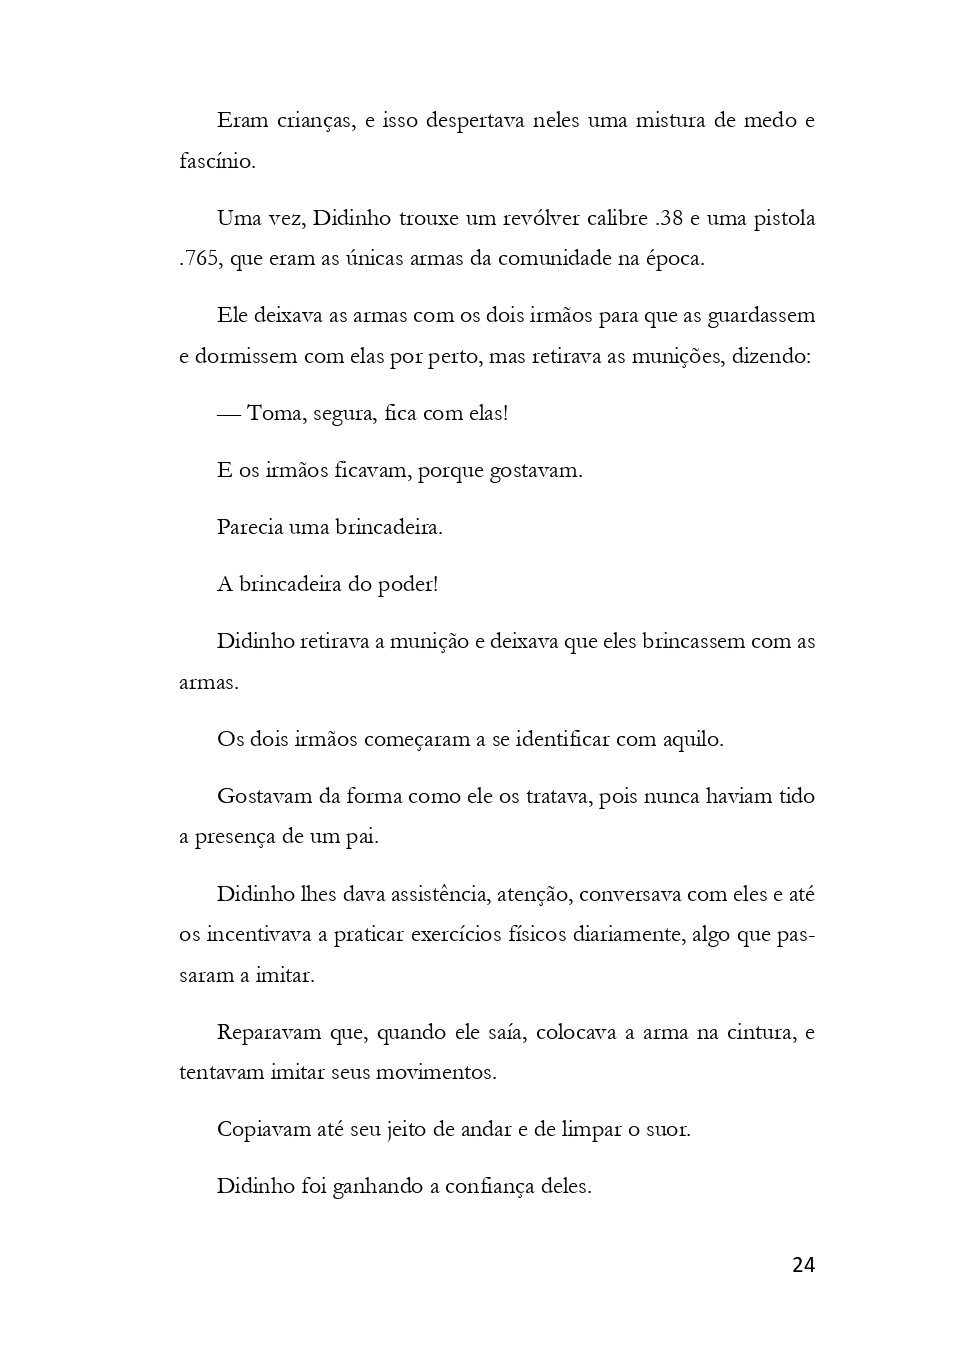 Eram crianças, e isso despertava neles uma mistura de medo e
fascínio.
Uma vez, Didinho trouxe um revólver calibre .38 e uma pistola
.765, que eram as únicas armas da comunidade na época.
Ele deixava as armas com os dois irmãos para que as guardassem
e dormissem com elas por perto, mas retirava as munições, dizendo:
— Toma, segura, fica com elas!
E os irmãos ficavam, porque gostavam.
Parecia uma brincadeira.
A brincadeira do poder!
Didinho retirava a munição e deixava que eles brincassem com as
armas.
Os dois irmãos começaram a se identificar com aquilo.
Gostavam da forma como ele os tratava, pois nunca haviam tido
a presença de um pai.
Didinho lhes dava assistência, atenção, conversava com eles e até
os incentivava a praticar exercícios físicos diariamente, algo que pas-
saram a imitar.
Reparavam que, quando ele saía, colocava a arma na cintura, e
tentavam imitar seus movimentos.
Copiavam até seu jeito de andar e de limpar o suor.
Didinho foi ganhando a confiança deles.
24